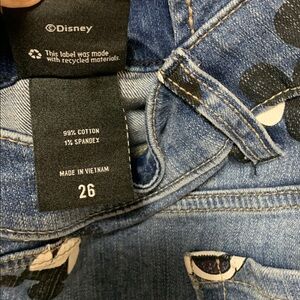 ©Disney
This label was made
with recycled materials.
99% COTTON
1% SPANDEX
MADE IN VIETNAM
26